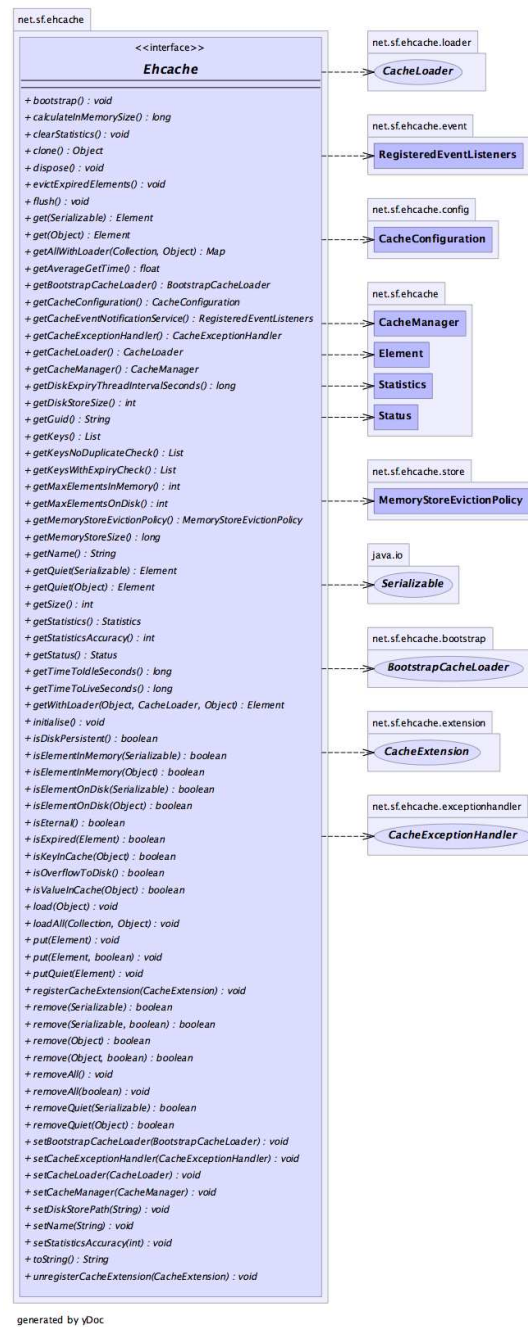 net.sf.ehcache
<<interface>>
Ehcache
+ bootstrap() : void
+ calculateInMemorySize() : long
+ clearStatistics() : void
+ clone() : Object
+ dispose() : void
+ evictExpiredElements() : void
+ flush() : void
+ get(Serializable) : Element
+ get(Object) : Element
+ getAllWithLoader(Collection, Object) : Map
+ getAverageGetTime() : float
+ getBootstrapCacheLoader() : BootstrapCacheLoader
+ getCacheConfiguration() : CacheConfiguration
+ getCacheEventNotificationService() : RegisteredEventListeners
+ getCacheExceptionHandler() : CacheExceptionHandler
+ getCacheLoader() : CacheLoader
+ getCacheManager() : CacheManager
+ getDiskExpiryThreadIntervalSeconds() : long
+ getDiskStoreSize() : int
+ getGuid() : String
+ getKeys() : List
+ getKeysNoDuplicateCheck() : List
+ getKeysWithExpiryCheck() : List
+ getMaxElementsInMemory() : int
+ getMaxElementsOnDisk() : int
+ getMemoryStoreEvictionPolicy() : MemoryStoreEvictionPolicy
+ getMemoryStoreSize() : long
+ getName() : String
+ getQuiet(Serializable) : Element
+ getQuiet(Object) : Element
+ getSize() : int
+ getStatistics() : Statistics
+ getStatisticsAccuracy() : int
+ getStatus() : Status
+ getTimeToIdleSeconds() : long
+ getTimeToLiveSeconds() : long
+ getWithLoader(Object, CacheLoader, Object) : Element
+ initialise() : void
+ isDiskPersistent() : boolean
+ isElementInMemory(Serializable) : boolean
+ isElementInMemory(Object) : boolean
+ isElementOnDisk(Serializable) : boolean
+ isElementOnDisk(Object) : boolean
+ isEternal() : boolean
+ isExpired(Element) : boolean
+ isKeyInCache(Object) : boolean
+ isOverflowToDisk() : boolean
+ isValueInCache(Object) : boolean
+ load(Object) : void
+ loadAll(Collection, Object) : void
+ put(Element) : void
+ put(Element, boolean) : void
+ putQuiet(Element) : void
+ registerCacheExtension(CacheExtension) : void
+ remove(Serializable) : boolean
+ remove(Serializable, boolean) : boolean
+ remove(Object) : boolean
+ remove(Object, boolean) : boolean
+ removeAll() : void
+ removeAll(boolean) : void
+ removeQuiet(Serializable) : boolean
+ removeQuiet(Object) : boolean
+ setBootstrapCacheLoader(BootstrapCacheLoader) : void
+ setCacheExceptionHandler(CacheExceptionHandler) : void
+ setCacheLoader(CacheLoader) : void
+ setCacheManager(CacheManager) : void
+ setDiskStorePath(String) : void
+ setName(String) : void
+ setStatisticsAccuracy(int) : void
+ toString() : String
+ unregisterCacheExtension(CacheExtension) : void
net.sf.ehcache.loader
CacheLoader
net.sf.ehcache.event
RegisteredEventListeners
net.sf.ehcache.config
CacheConfiguration
net.sf.ehcache
CacheManager
Element
Statistics
Status
net.sf.ehcache.store
MemoryStoreEvictionPolicy
java.io
Serializable
net.sf.ehcache.bootstrap
BootstrapCacheLoader
net.sf.ehcache.extension
CacheExtension
net.sf.ehcache.exceptionhandler
CacheExceptionHandler
generated by yDoc